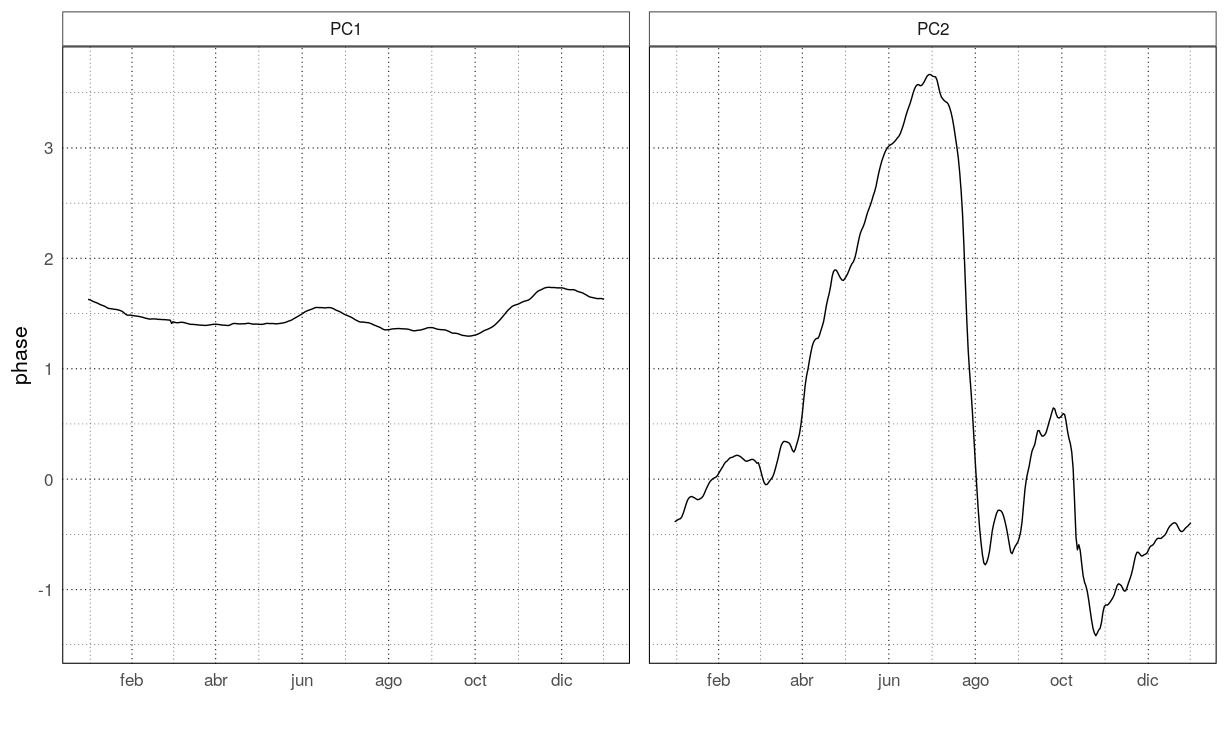 PC1
PC2
phase
3
2
1
0
-1
feb abr jun ago oct dic
feb abr jun ago oct dic